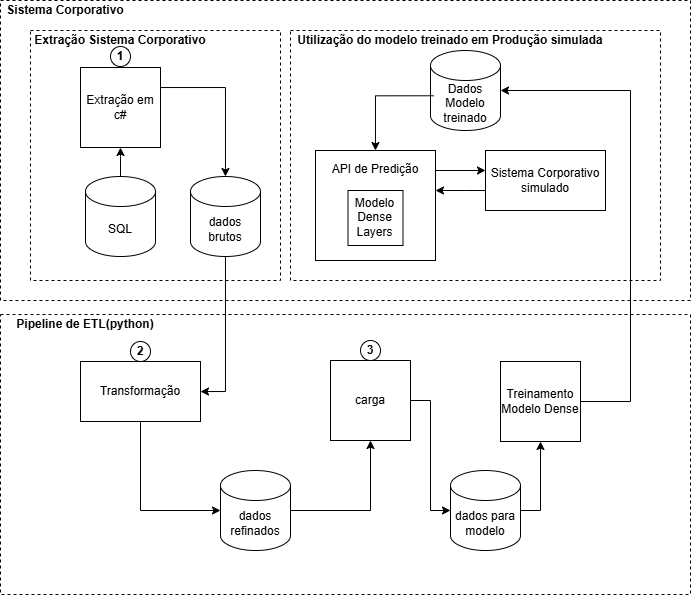 Sistema Corporativo
Extração Sistema Corporativo
1
Extração em
c#
SQL
dados
brutos
Utilização do modelo treinado em Produção simulada
Dados
Modelo
treinado
API de Predição
Modelo
Dense
Layers
Sistema Corporativo
simulado
Pipeline de ETL(python)
2
Transformação
dados
refinados
3
carga
dados para
modelo
Treinamento
Modelo Dense